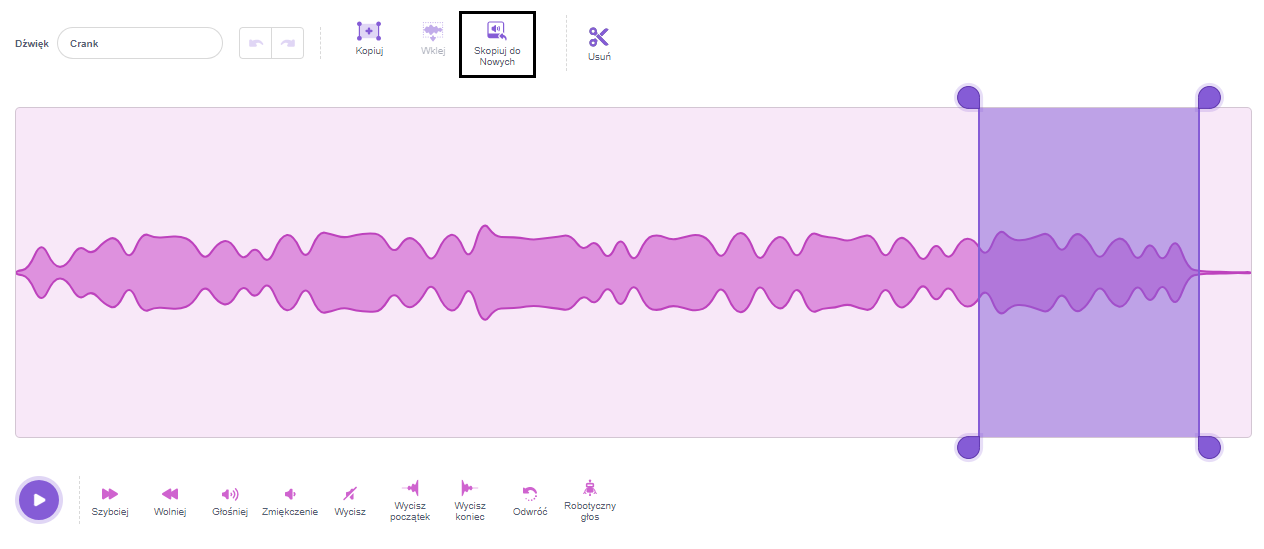 Dźwięk
Crank
Kopiuj
Wklej
Skopiuj do
Nowych
Usuń
Szybciej
Wolniej
Głośniej
Zmiękczenie
Wycisz
Wycisz
początek
Wycisz
koniec
Odwróć
Robotyczny
głos